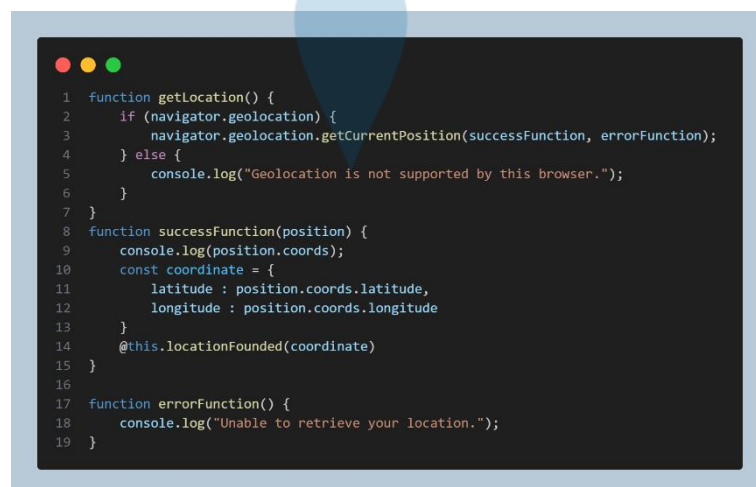 1 function getLocation() {
2 if (navigator.geolocation) {
3 navigator.geolocation.getCurrentPosition(successFunction, errorFunction);
4 } else {
5 console.log("Geolocation is not supported by this browser.");
6 }
7 }
8 function successFunction(position) {
9 console.log(position.coords);
10 const coordinate = {
11 latitude : position.coords.latitude,
12 longitude : position.coords.longitude
13 }
14 @this.locationFounded(coordinate)
15 }
16
17 function errorFunction() {
18 console.log("Unable to retrieve your location.");
19 }